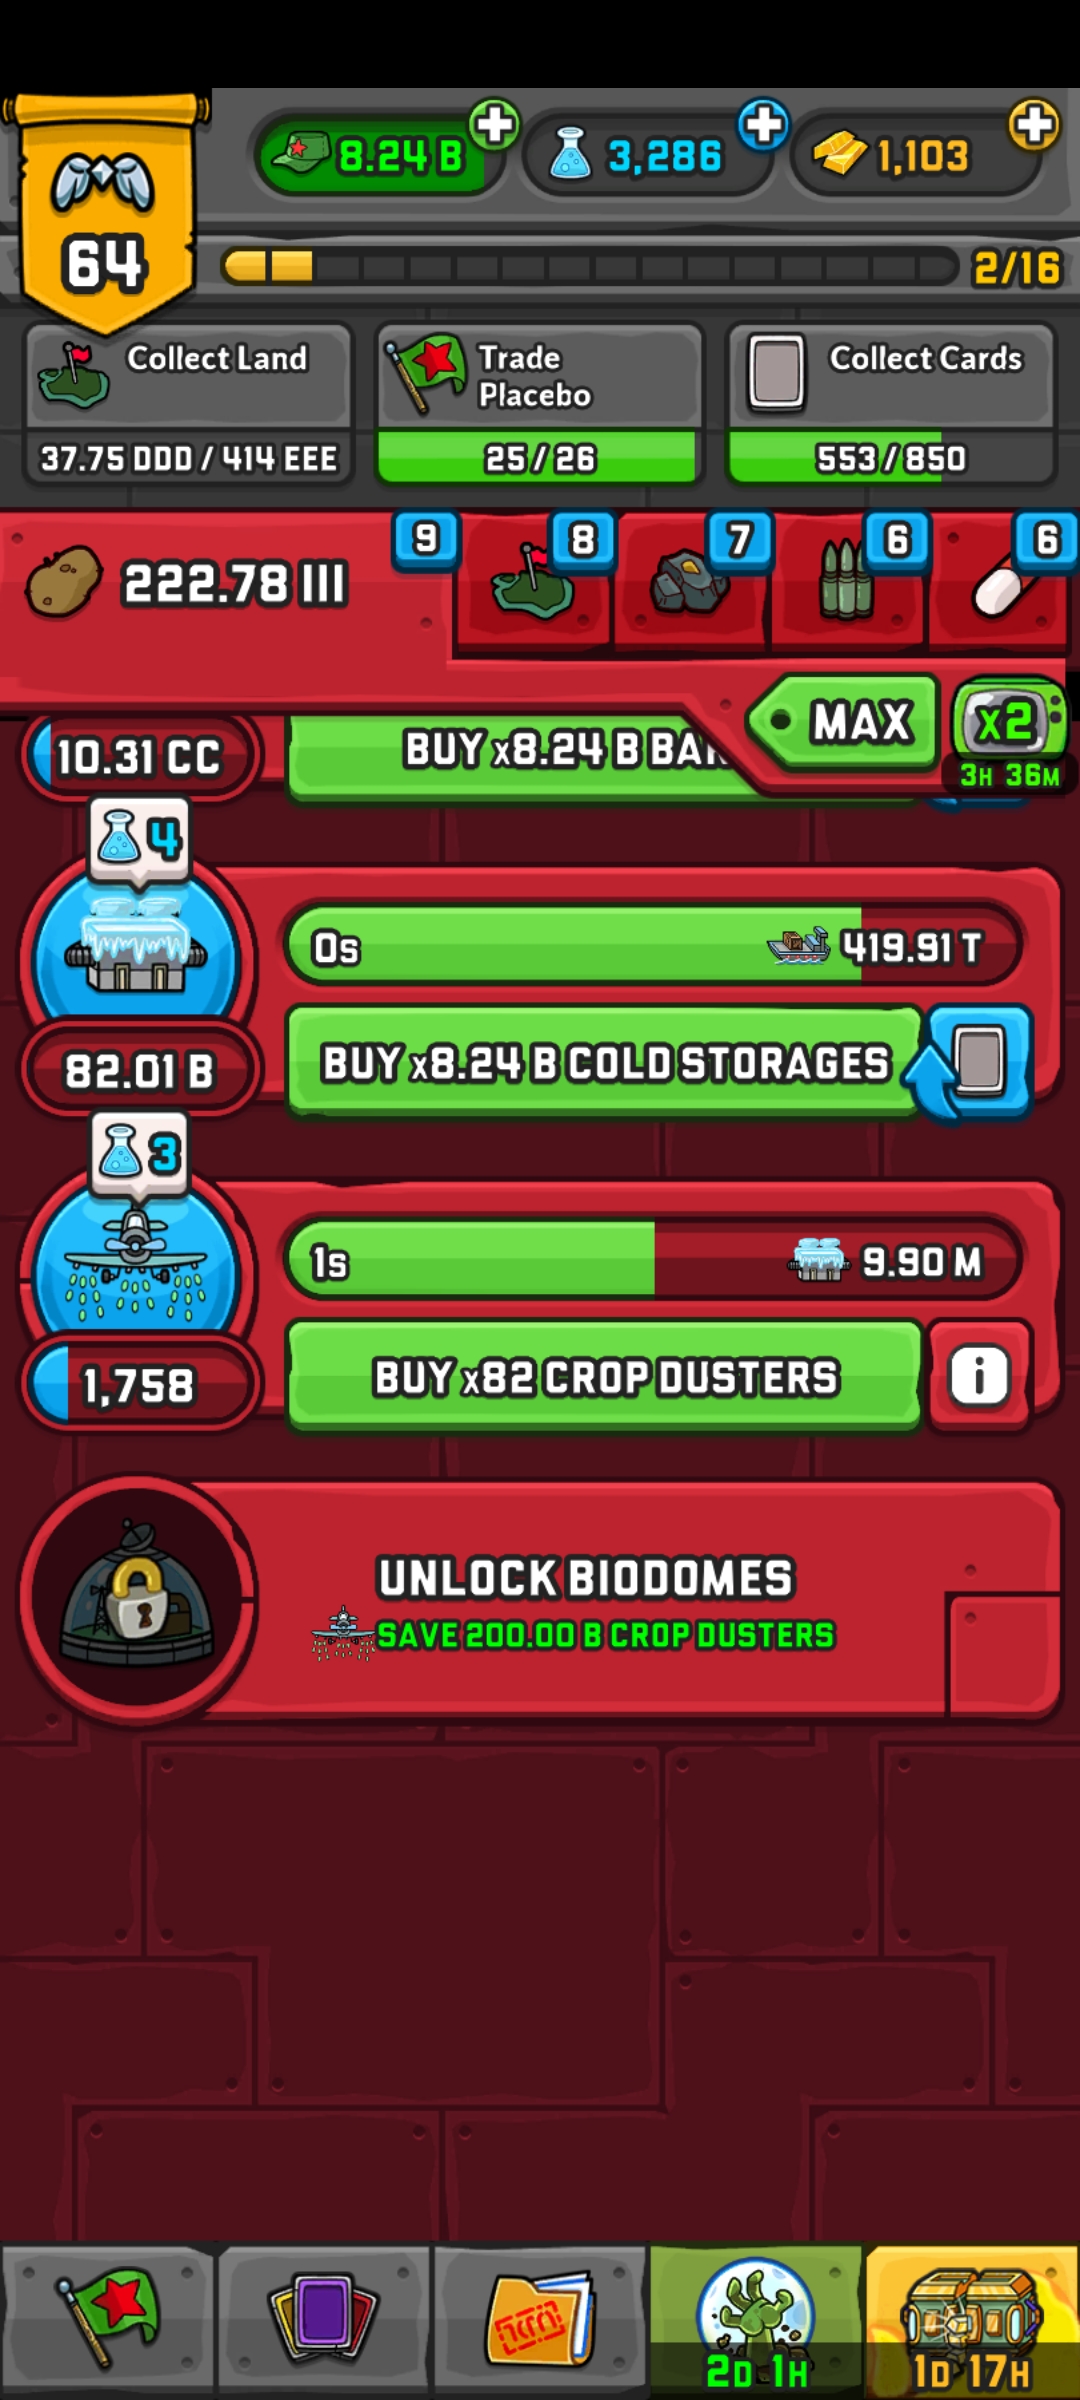 8.24 B
3,286
1,103
64
2/16
Collect Land
37.75 DDD / 414 EEE
Trade
Placebo
25 / 26
Collect Cards
553 / 850
222.78 III
9
8
7
6
6
MAX
x2
3H 36M
10.31 CC
BUY x8.24 B
4
0s
419.91 T
82.01 B
BUY x8.24 B COLD STORAGES
3
1s
9.90 M
1,758
BUY x82 CROP DUSTERS
i
UNLOCK BIODOMES
SAVE 200.00 B CROP DUSTERS
2D 1H
1D 17H